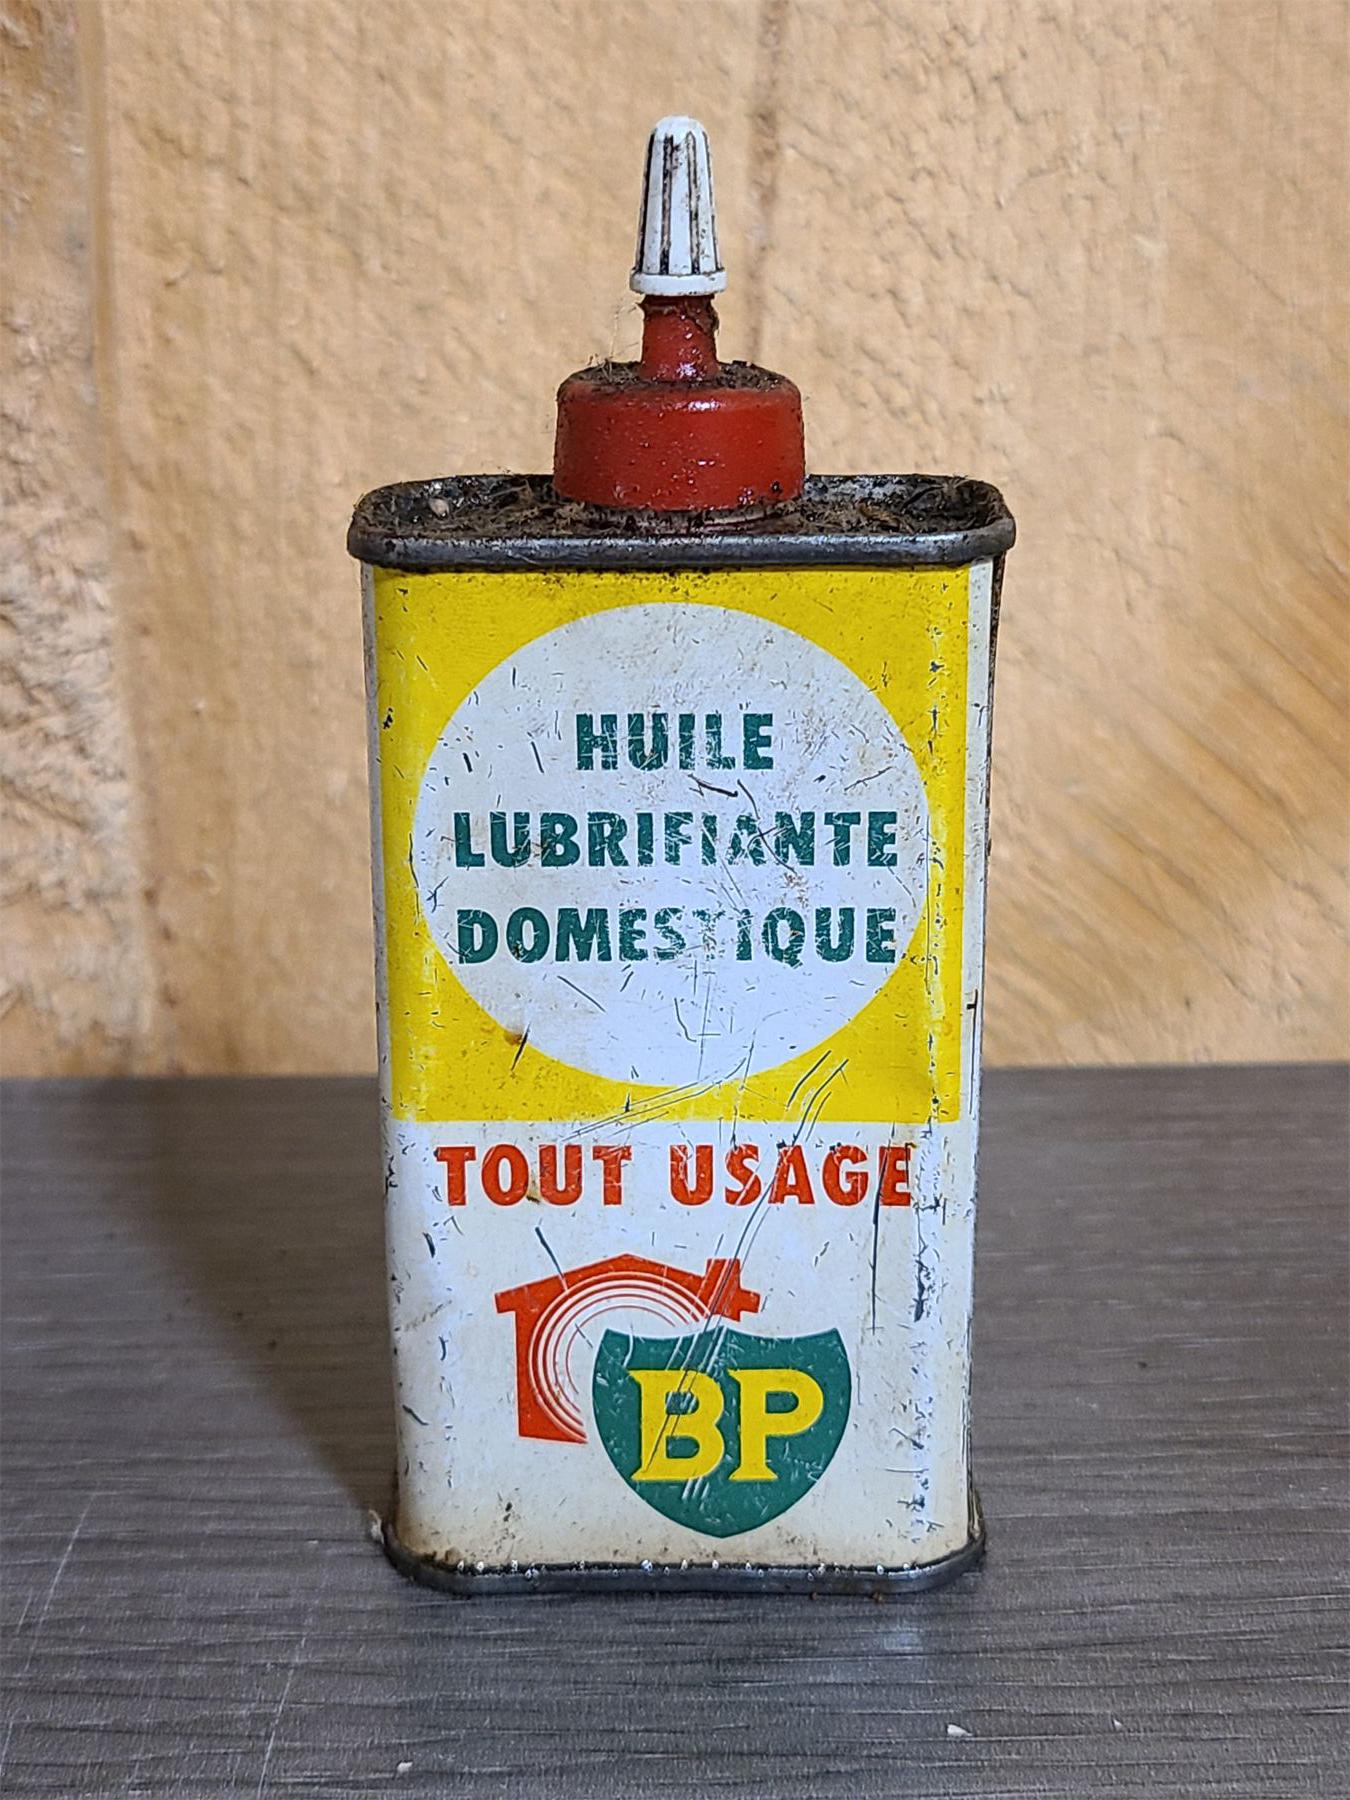 HUILE
LUBRIFIANTE
DOMESTIQUE
TOUT USAGE
BP